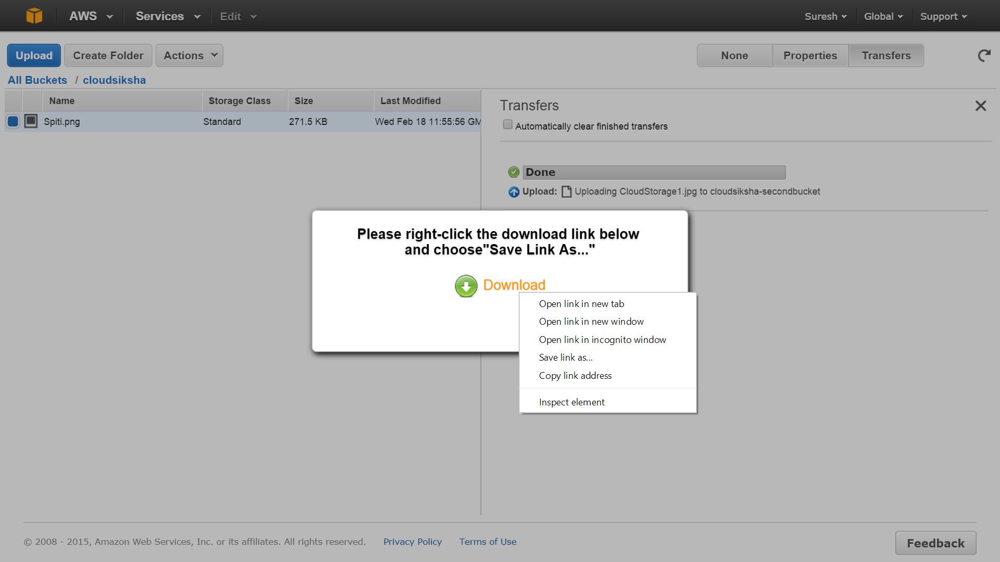 AWS Services Edit Suresh Global Support
Upload Create Folder Actions None Properties Transfers
All Buckets / cloudsiksha
Name Storage Class Size Last Modified
Spiti.png Standard 271.5 KB Wed Feb 18 11:55:56 GM
Transfers
Automatically clear finished transfers
Done
Upload: Uploading CloudStorage1.jpg to cloudsiksha-secondbucket
Please right-click the download link below
and choose"Save Link As..."
Download
Open link in new tab
Open link in new window
Open link in incognito window
Save link as...
Copy link address
Inspect element
© 2008 - 2015, Amazon Web Services, Inc. or its affiliates. All rights reserved. Privacy Policy Terms of Use Feedback